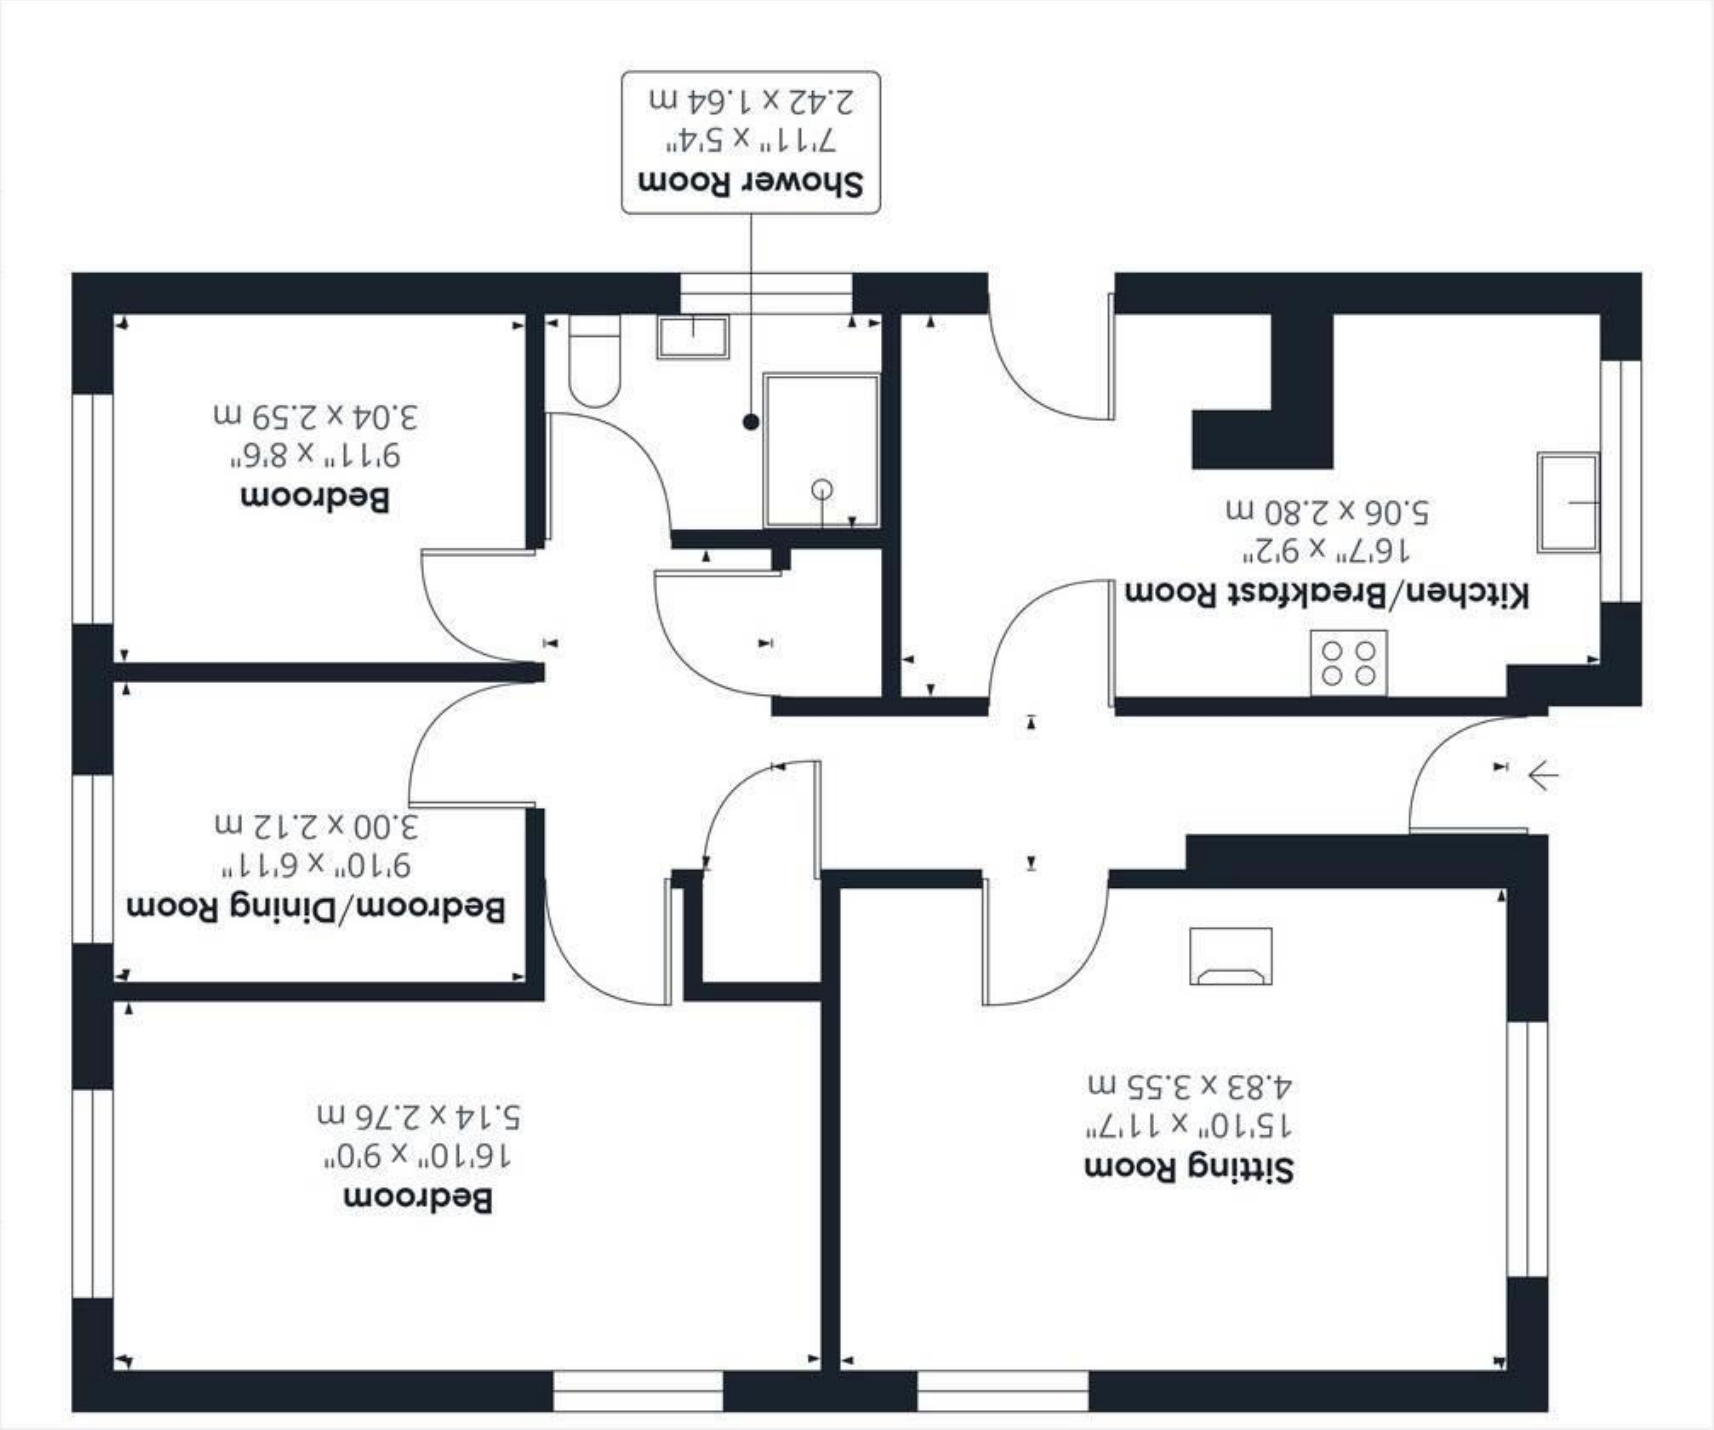 Sitting Room
15'10" x 11'7"
4.83 x 3.55 m
Bedroom
16'10" x 9'0"
5.14 x 2.76 m
Bedroom/Dining Room
9'10" x 6'11"
3.00 x 2.12 m
Kitchen/Breakfast Room
16'7" x 9'2"
5.06 x 2.80 m
Bedroom
9'11" x 8'6"
3.04 x 2.59 m
Shower Room
7'11" x 5'4"
2.42 x 1.64 m